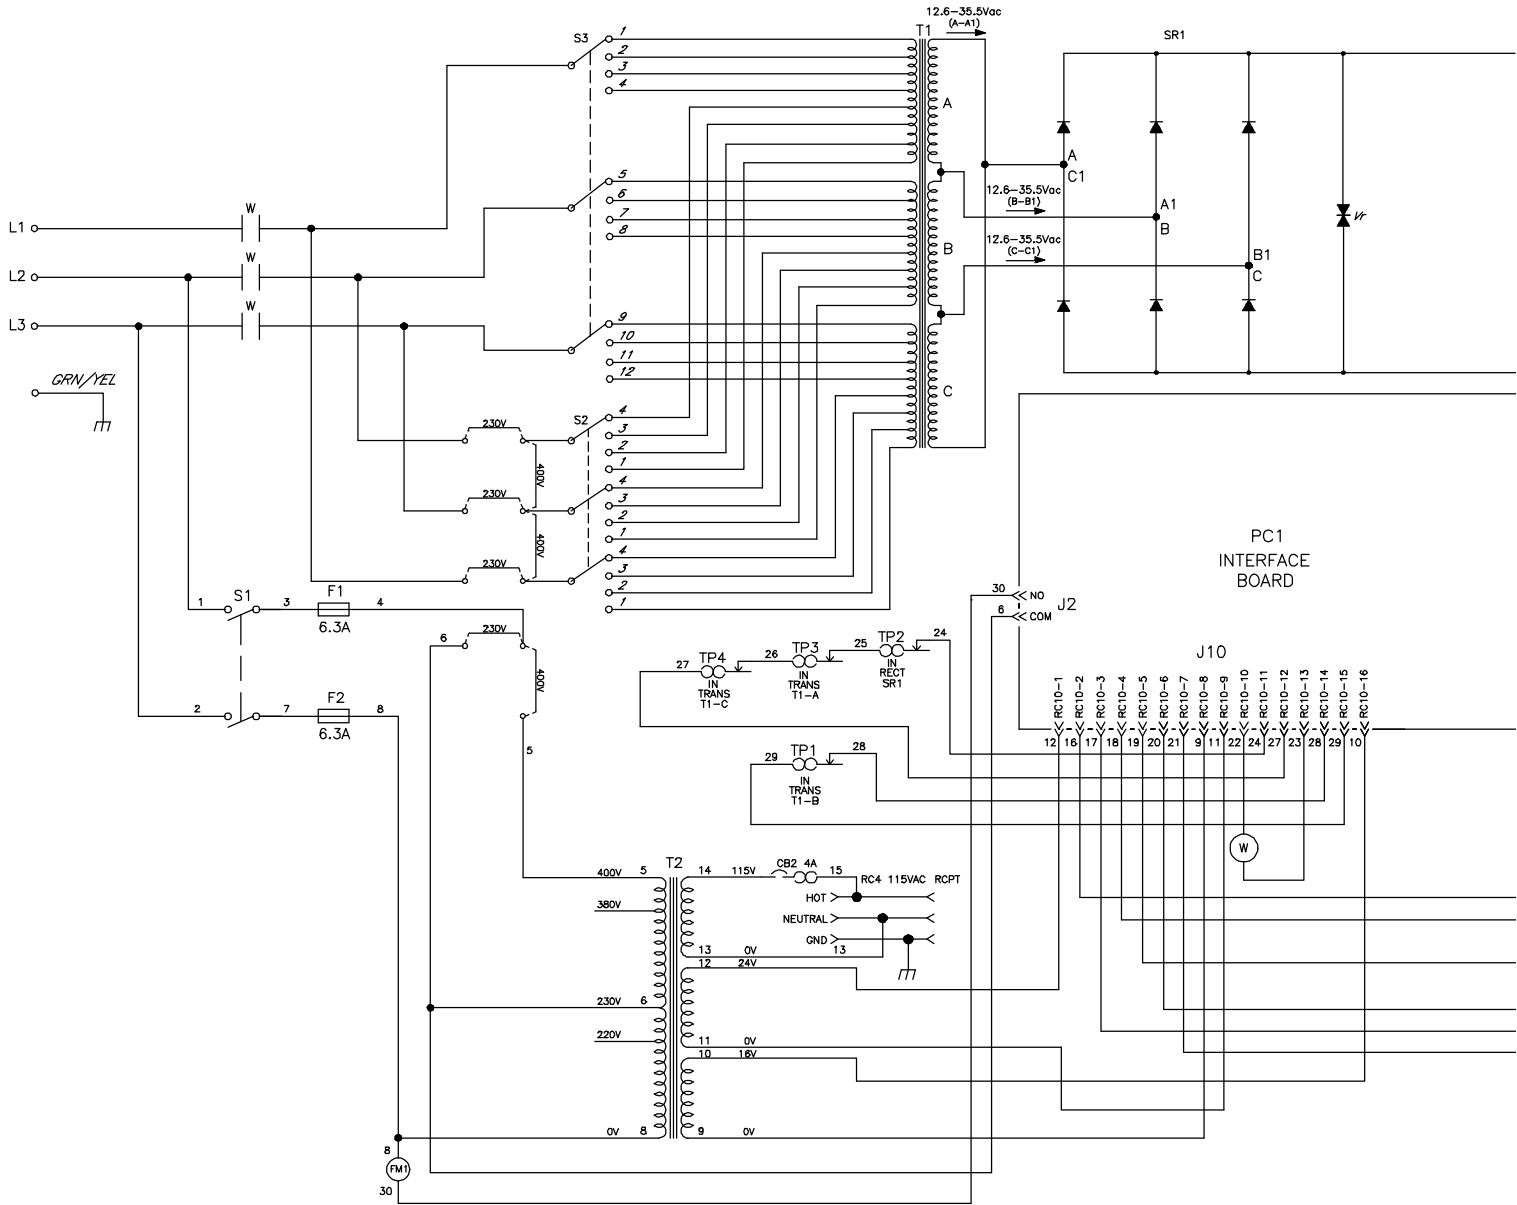 12.6–35.5Vac
(A–A1)
T1
SR1
S3
1
2
3
4
A
A
C1
5
6
7
8
12.6–35.5Vac
(B–B1)
A1
B
Vr
W
L1
B
12.6–35.5Vac
(C–C1)
B1
C
W
L2
W
L3
9
10
11
12
C
GRN/YEL
S2
230V
4
3
2
1
400V
230V
4
3
2
1
400V
230V
4
3
2
1
PC1
INTERFACE
BOARD
30
NO
6
COM
J2
1
S1
3
F1
4
6.3A
6
230V
400V
2
7
F2
8
6.3A
5
27
TP4
IN
TRANS
T1–C
26
TP3
IN
TRANS
T1–A
25
TP2
IN
RECT
SR1
24
J10
RC10–1
RC10–2
RC10–3
RC10–4
RC10–5
RC10–6
RC10–7
RC10–8
RC10–9
RC10–10
RC10–11
RC10–12
RC10–13
RC10–14
RC10–15
RC10–16
12
16
17
18
19
20
21
9
11
22
24
27
23
28
29
10
29
TP1
IN
TRANS
T1–B
28
W
T2
400V
5
14
115V
CB2 4A
15
RC4 115VAC RCPT
HOT
380V
NEUTRAL
GND
13
0V
13
12
24V
230V
6
220V
11
0V
10
16V
0V
8
9
0V
8
FM1
30